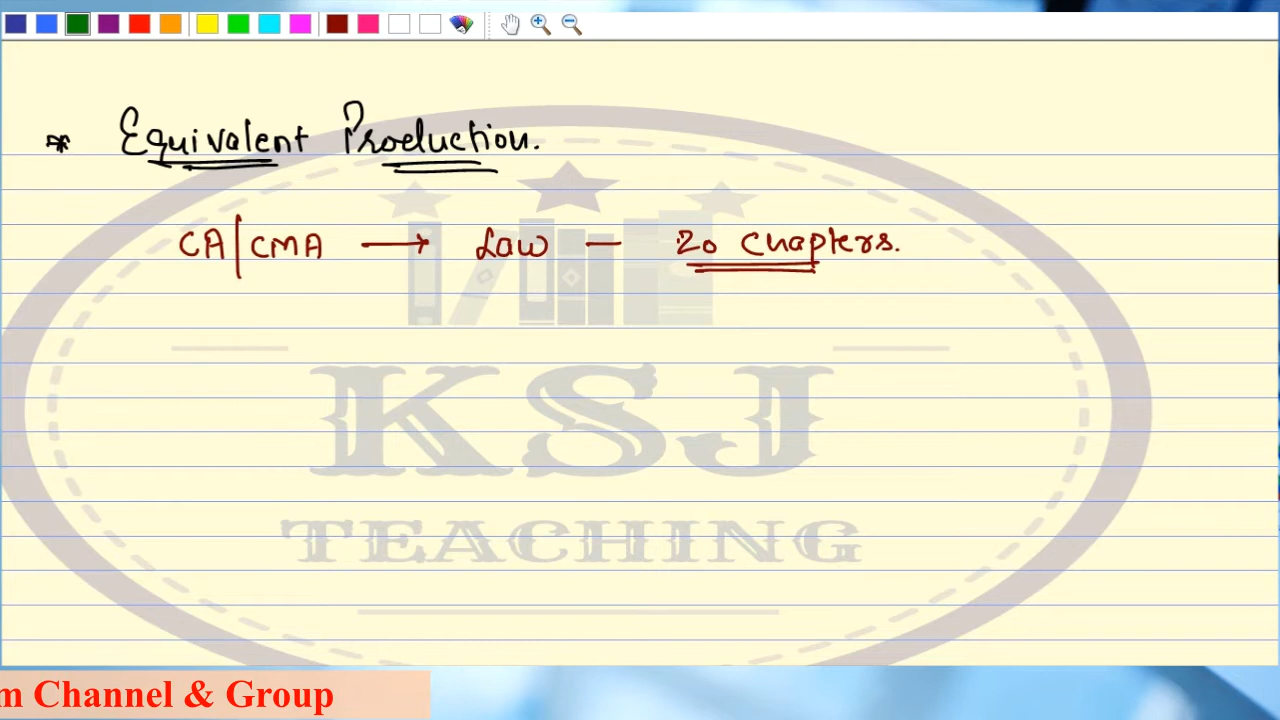 * Equivalent Production.
CA|CMA → Law — 20 Chapters.
KSJ
TEACHING
m Channel & Group